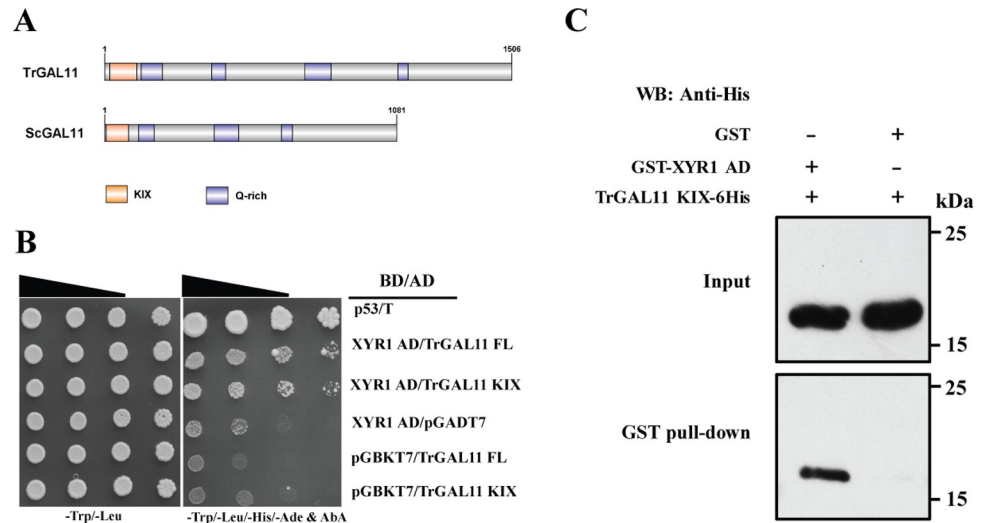 A
1 1506
TrGAL11
1 1081
ScGAL11
KIX Q-rich
B
BD/AD
p53/T
XYR1 AD/TrGAL11 FL
XYR1 AD/TrGAL11 KIX
XYR1 AD/pGADT7
pGBKT7/TrGAL11 FL
pGBKT7/TrGAL11 KIX
-Trp/-Leu -Trp/-Leu/-His/-Ade & AbA
C
WB: Anti-His
GST - +
GST-XYR1 AD + -
TrGAL11 KIX-6His + +
kDa
25
Input
15
25
GST pull-down
15